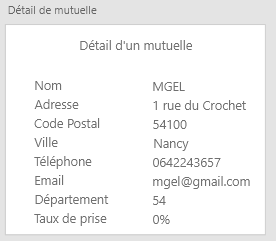 Détail de mutuelle
Détail d'un mutuelle
Nom MGEL
Adresse 1 rue du Crochet
Code Postal 54100
Ville Nancy
Téléphone 0642243657
Email mgel@gmail.com
Département 54
Taux de prise 0%